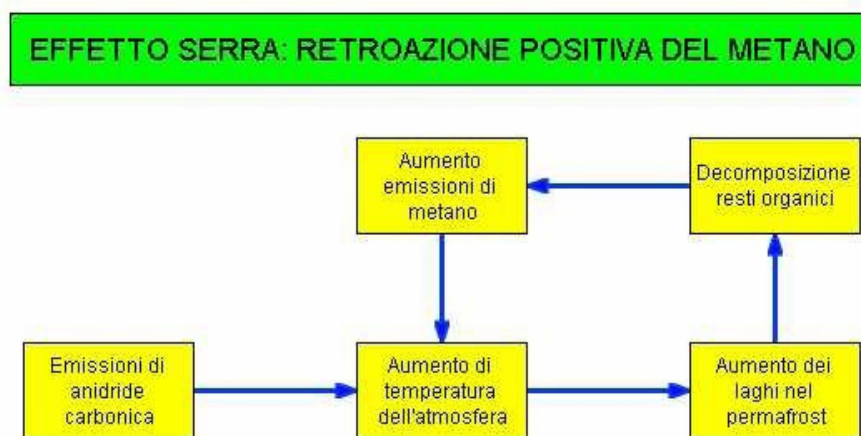 EFFETTO SERRA: RETROAZIONE POSITIVA DEL METANO
Aumento
emissioni di
metano
Decomposizione
resti organici
Emissioni di
anidride
carbonica
Aumento di
temperatura
dell'atmosfera
Aumento dei
laghi nel
permafrost